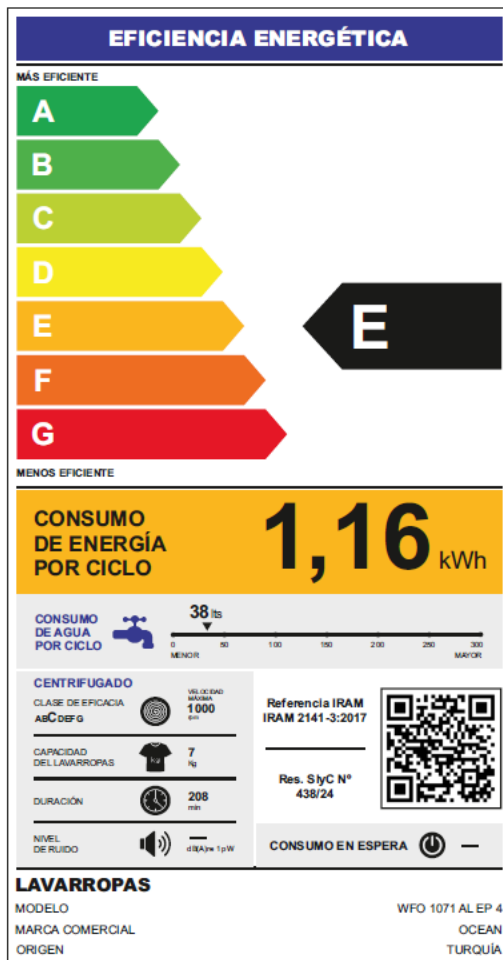 EFICIENCIA ENERGÉTICA
MÁS EFICIENTE
A
B
C
D
E
E
F
G
MENOS EFICIENTE
CONSUMO
DE ENERGÍA
POR CICLO
1,16 kWh
CONSUMO
DE AGUA
POR CICLO
38 lts
0 50 100 150 200 250 300
MENOR MAYOR
CENTRIFUGADO
CLASE DE EFICACIA
ABCDEFG
VELOCIDAD
MÁXIMA
1000
rpm
CAPACIDAD
DEL LAVARROPAS
kg
7
Kg
DURACIÓN
208
min
NIVEL
DE RUIDO
—
dB(A)re 1pW
Referencia IRAM
IRAM 2141-3:2017
Res. SIyC Nº
438/24
CONSUMO EN ESPERA —
LAVARROPAS
MODELO WFO 1071 AL EP 4
MARCA COMERCIAL OCEAN
ORIGEN TURQUÍA